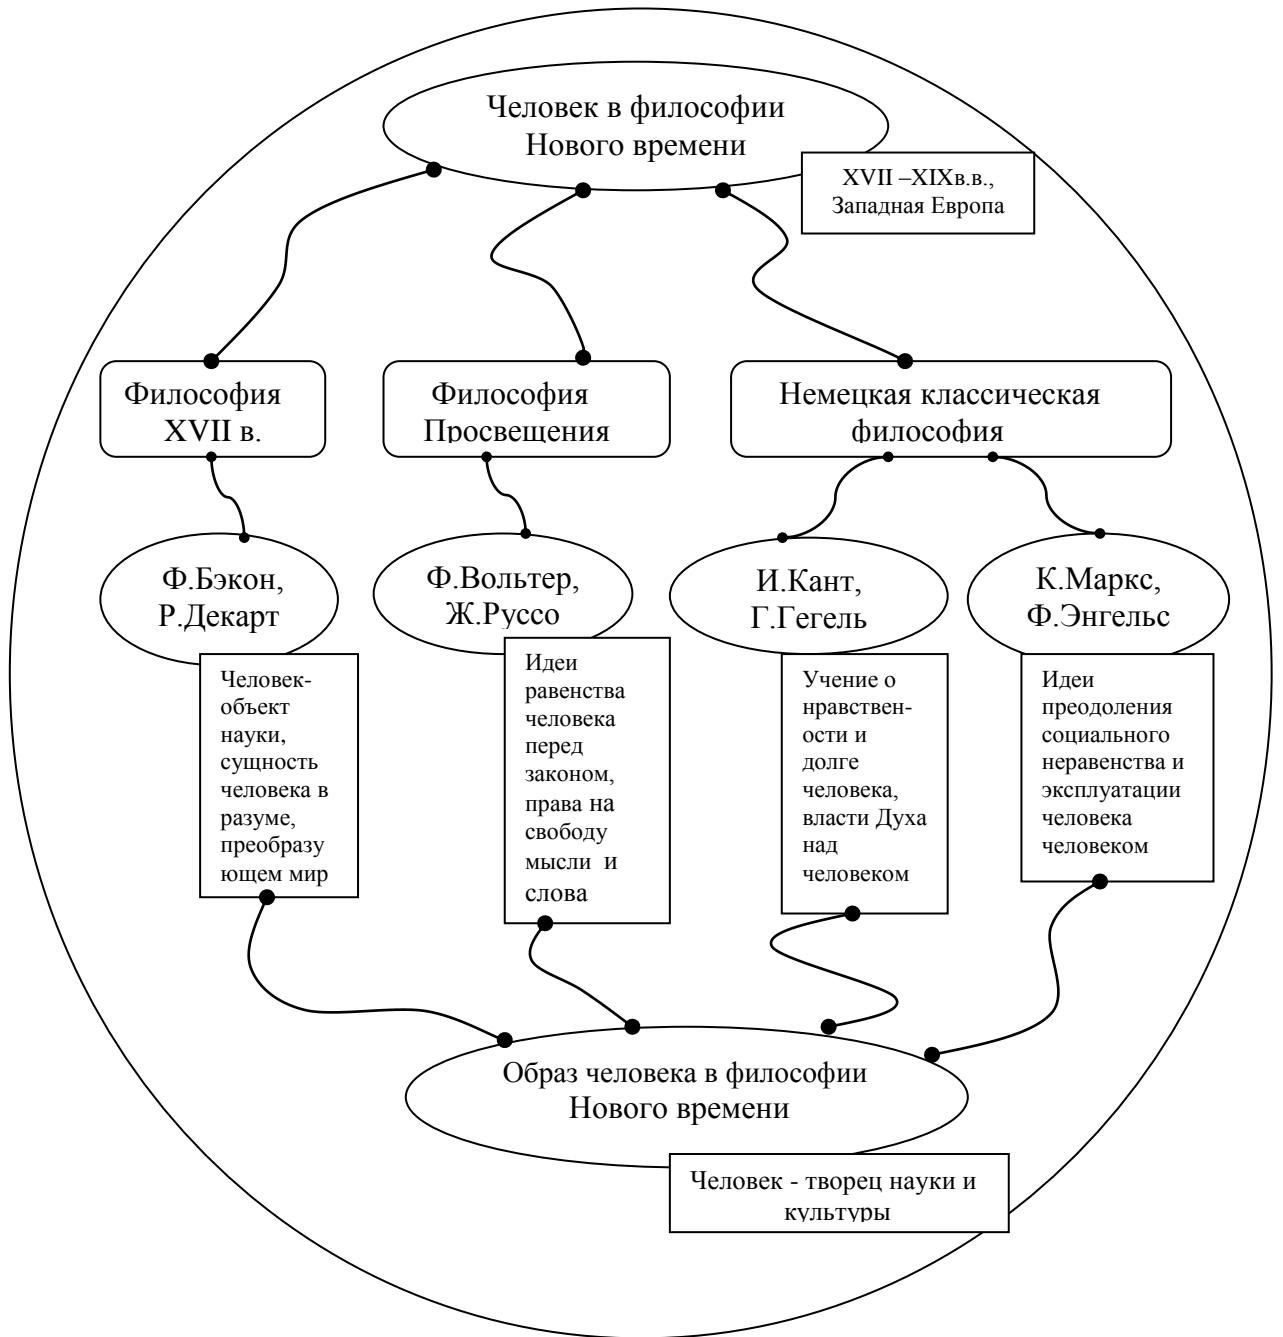 Человек в философии
Нового времени
XVII –XIXв.в.,
Западная Европа
Философия
XVII в.
Философия
Просвещения
Немецкая классическая
философия
Ф.Бэкон,
Р.Декарт
Ф.Вольтер,
Ж.Руссо
И.Кант,
Г.Гегель
К.Маркс,
Ф.Энгельс
Человек-
объект
науки,
сущность
человека в
разуме,
преобразу
ющем мир
Идеи
равенства
человека
перед
законом,
права на
свободу
мысли и
слова
Учение о
нравствен-
ости и
долге
человека,
власти Духа
над
человеком
Идеи
преодоления
социального
неравенства и
эксплуатации
человека
человеком
Образ человека в философии
Нового времени
Человек - творец науки и
культуры